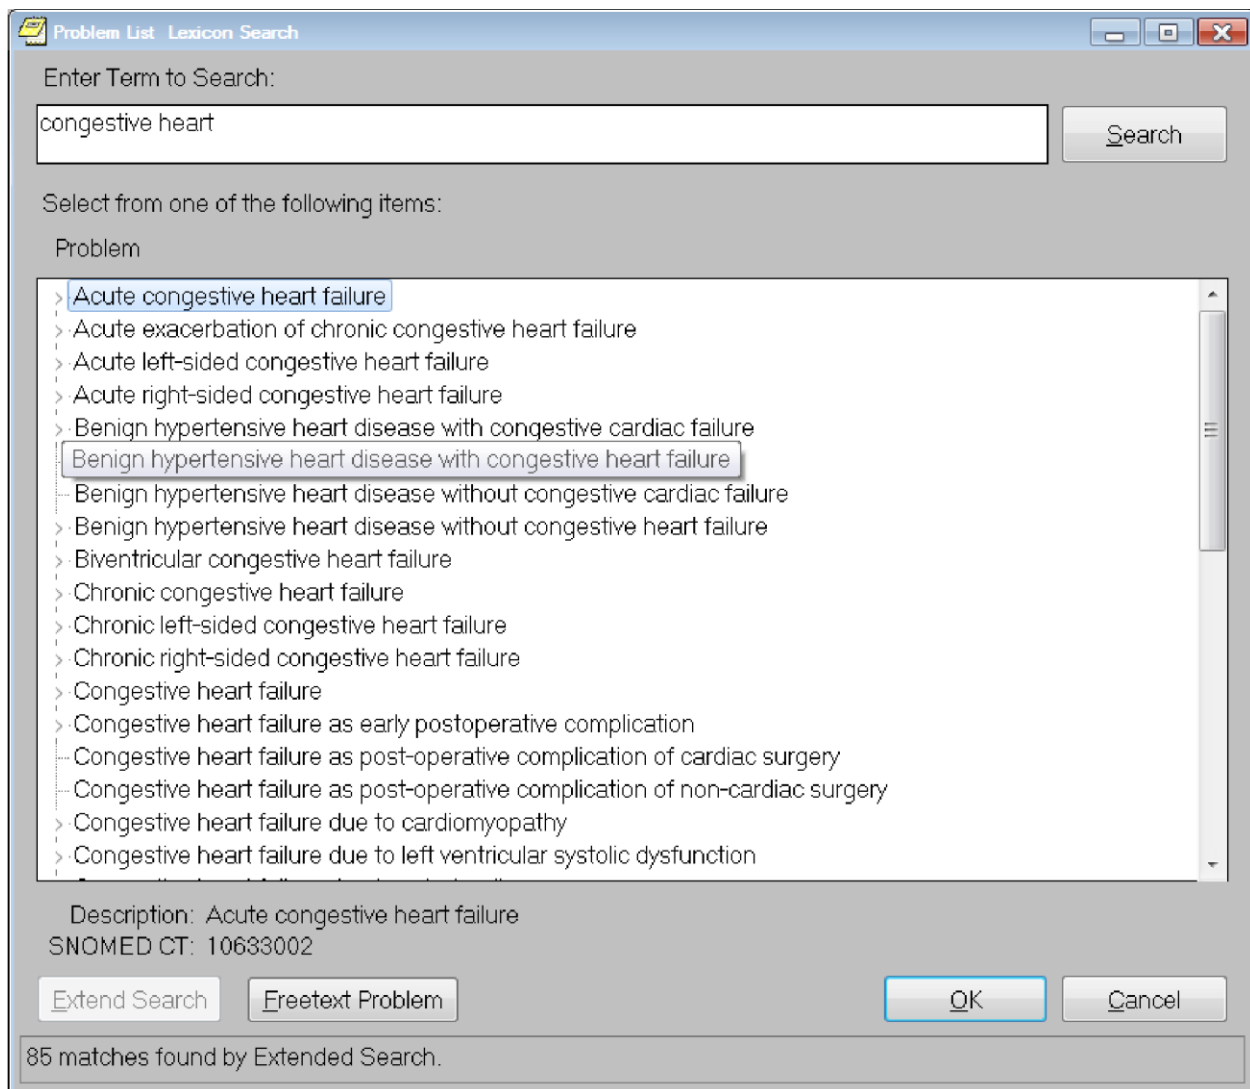 Problem List Lexicon Search
Enter Term to Search:
congestive heart
Search
Select from one of the following items:
Problem
Acute congestive heart failure
Acute exacerbation of chronic congestive heart failure
Acute left-sided congestive heart failure
Acute right-sided congestive heart failure
Benign hypertensive heart disease with congestive cardiac failure
Benign hypertensive heart disease with congestive heart failure
Benign hypertensive heart disease without congestive cardiac failure
Benign hypertensive heart disease without congestive heart failure
Biventricular congestive heart failure
Chronic congestive heart failure
Chronic left-sided congestive heart failure
Chronic right-sided congestive heart failure
Congestive heart failure
Congestive heart failure as early postoperative complication
Congestive heart failure as post-operative complication of cardiac surgery
Congestive heart failure as post-operative complication of non-cardiac surgery
Congestive heart failure due to cardiomyopathy
Congestive heart failure due to left ventricular systolic dysfunction
Description: Acute congestive heart failure
SNOMED CT: 10633002
Extend Search
Freetext Problem
OK
Cancel
85 matches found by Extended Search.